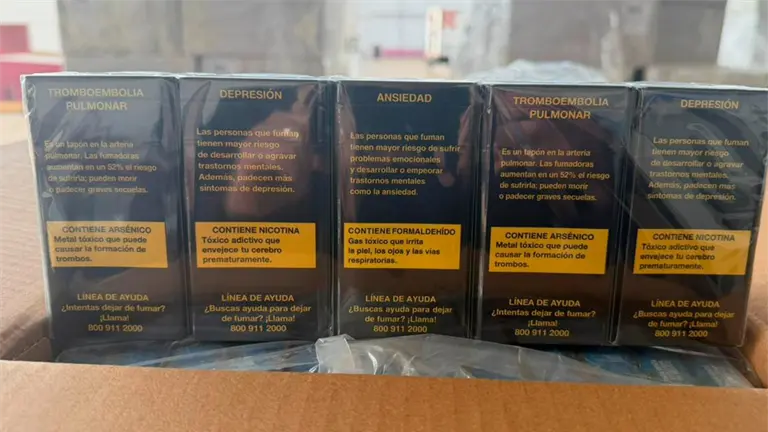 TROMBOEMBOLIA
PULMONAR
Es un tapón en la arteria
pulmonar. Las fumadoras
aumentan en un 52% el riesgo
de sufrirla; pueden morir
o padecer graves secuelas.
CONTIENE ARSÉNICO
Metal tóxico que puede
causar la formación de
trombos.
LÍNEA DE AYUDA
¿Intentas dejar de fumar?
¡Llama!
800 911 2000
DEPRESIÓN
Las personas que fuman
tienen mayor riesgo
de desarrollar o agravar
trastornos mentales.
Además, padecen más
síntomas de depresión.
CONTIENE NICOTINA
Tóxico adictivo que
envejece tu cerebro
prematuramente.
LÍNEA DE AYUDA
¿Buscas ayuda para dejar
de fumar? ¡Llama!
800 911 2000
ANSIEDAD
Las personas que fuman
tienen mayor riesgo de sufrir
problemas emocionales
y desarrollar o empeorar
trastornos mentales
como la ansiedad.
CONTIENE FORMALDEHÍDO
Gas tóxico que irrita
la piel, los ojos y las vías
respiratorias.
LÍNEA DE AYUDA
¿Buscas ayuda para dejar
de fumar? ¡Llama!
800 911 2000
TROMBOEMBOLIA
PULMONAR
Es un tapón en la arteria
pulmonar. Las fumadoras
aumentan en un 52% el riesgo
de sufrirla; pueden morir
o padecer graves secuelas.
CONTIENE ARSÉNICO
Metal tóxico que puede
causar la formación de
trombos.
LÍNEA DE AYUDA
¿Intentas dejar de fumar?
¡Llama!
800 911 2000
DEPRESIÓN
Las personas que fuman
tienen mayor riesgo
de desarrollar o agravar
trastornos mentales.
Además, padecen más
síntomas de depresión.
CONTIENE NICOTINA
Tóxico adictivo que
envejece tu cerebro
prematuramente.
LÍNEA DE AYUDA
¿Buscas ayuda para dejar
de fumar? ¡Llama!
800 911 2000